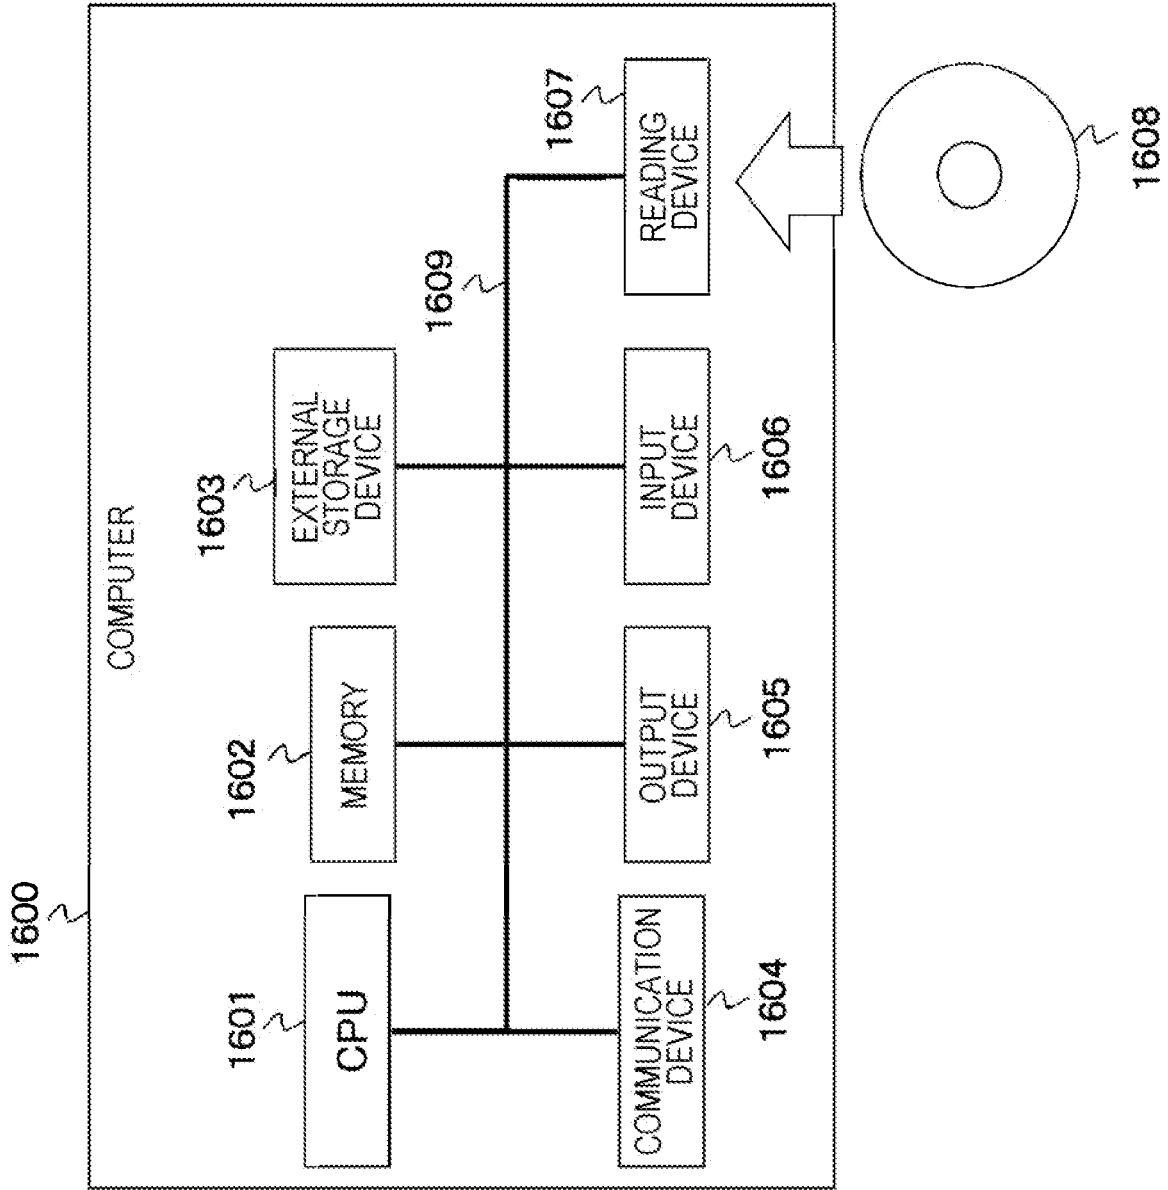 1600
COMPUTER
1601
CPU
1602
MEMORY
1603
EXTERNAL
STORAGE
DEVICE
1609
1607
READING
DEVICE
COMMUNICATION
DEVICE
1604
OUTPUT
DEVICE
1605
INPUT
DEVICE
1606
1608